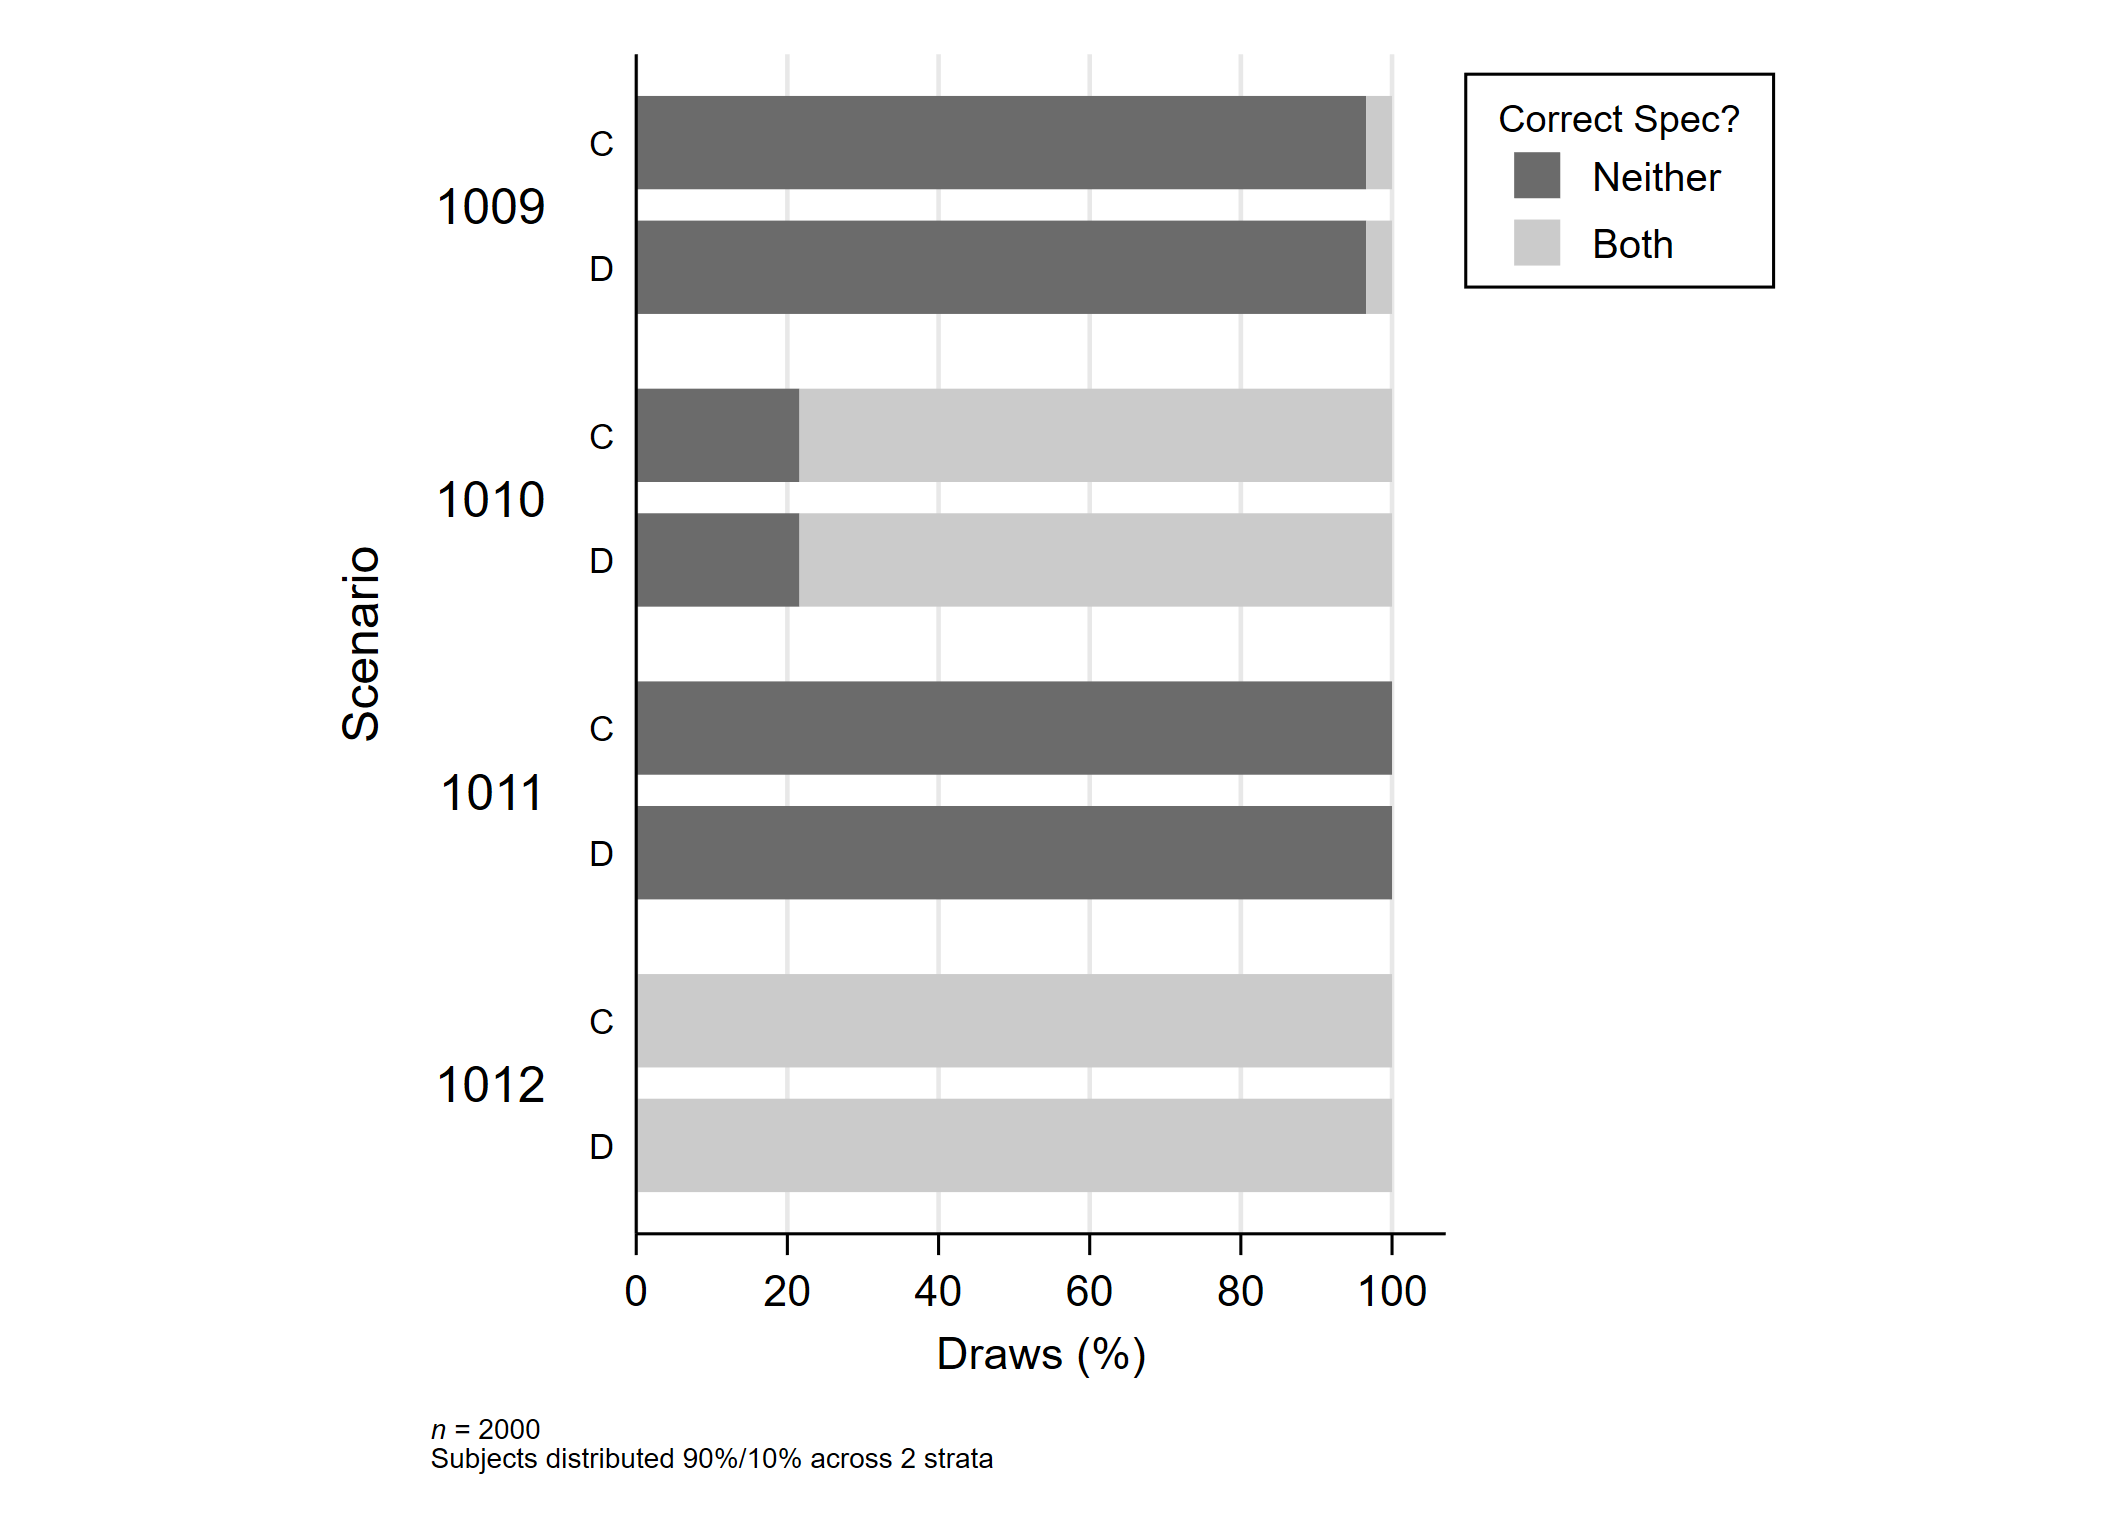 Correct Spec?
Neither
Both
Scenario
1009
C
D
1010
C
D
1011
C
D
1012
C
D
0 20 40 60 80 100
Draws (%)
n = 2000
Subjects distributed 90%/10% across 2 strata